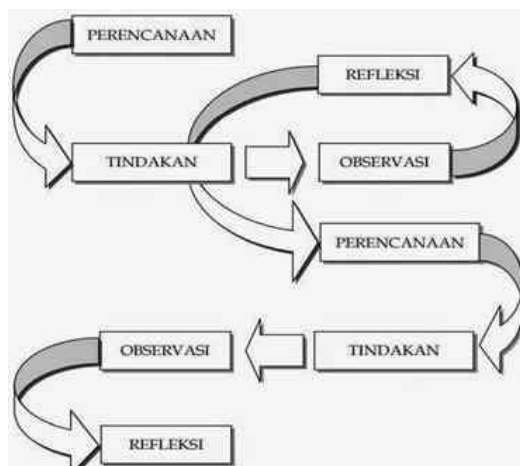 PERENCANAAN
REFLEKSI
TINDAKAN
OBSERVASI
PERENCANAAN
OBSERVASI
TINDAKAN
REFLEKSI